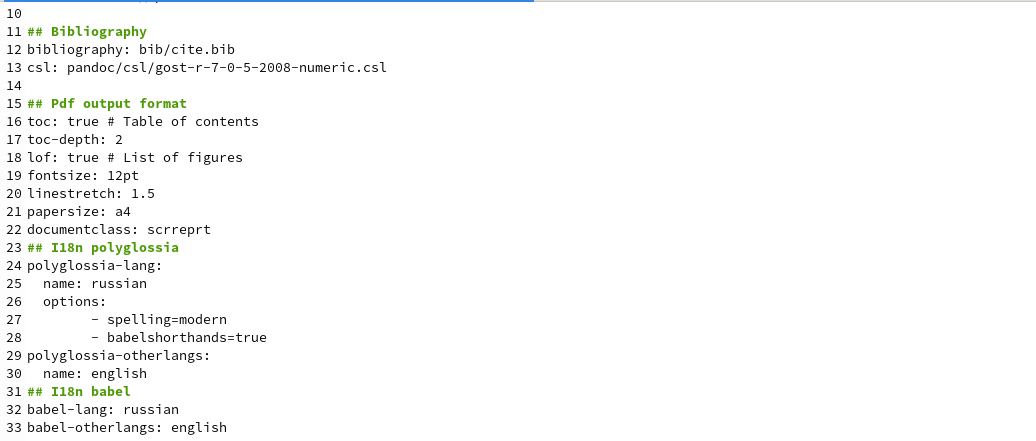 10
11 ## Bibliography
12 bibliography: bib/cite.bib
13 csl: pandoc/csl/gost-r-7-0-5-2008-numeric.csl
14
15 ## Pdf output format
16 toc: true # Table of contents
17 toc-depth: 2
18 lof: true # List of figures
19 fontsize: 12pt
20 linestretch: 1.5
21 papersize: a4
22 documentclass: scrreprt
23 ## I18n polyglossia
24 polyglossia-lang:
25   name: russian
26   options:
27         - spelling=modern
28         - babelshorthands=true
29 polyglossia-otherlangs:
30   name: english
31 ## I18n babel
32 babel-lang: russian
33 babel-otherlangs: english